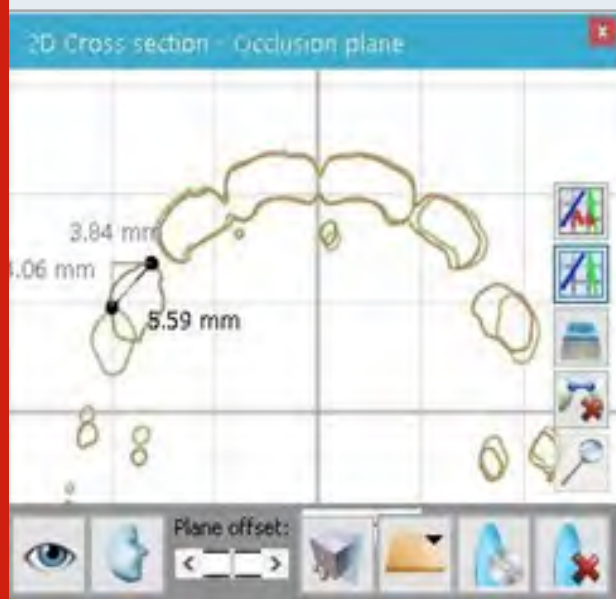 2D Cross section - Occlusion plane
3.84 mm
.06 mm
5.59 mm
Plane offset: